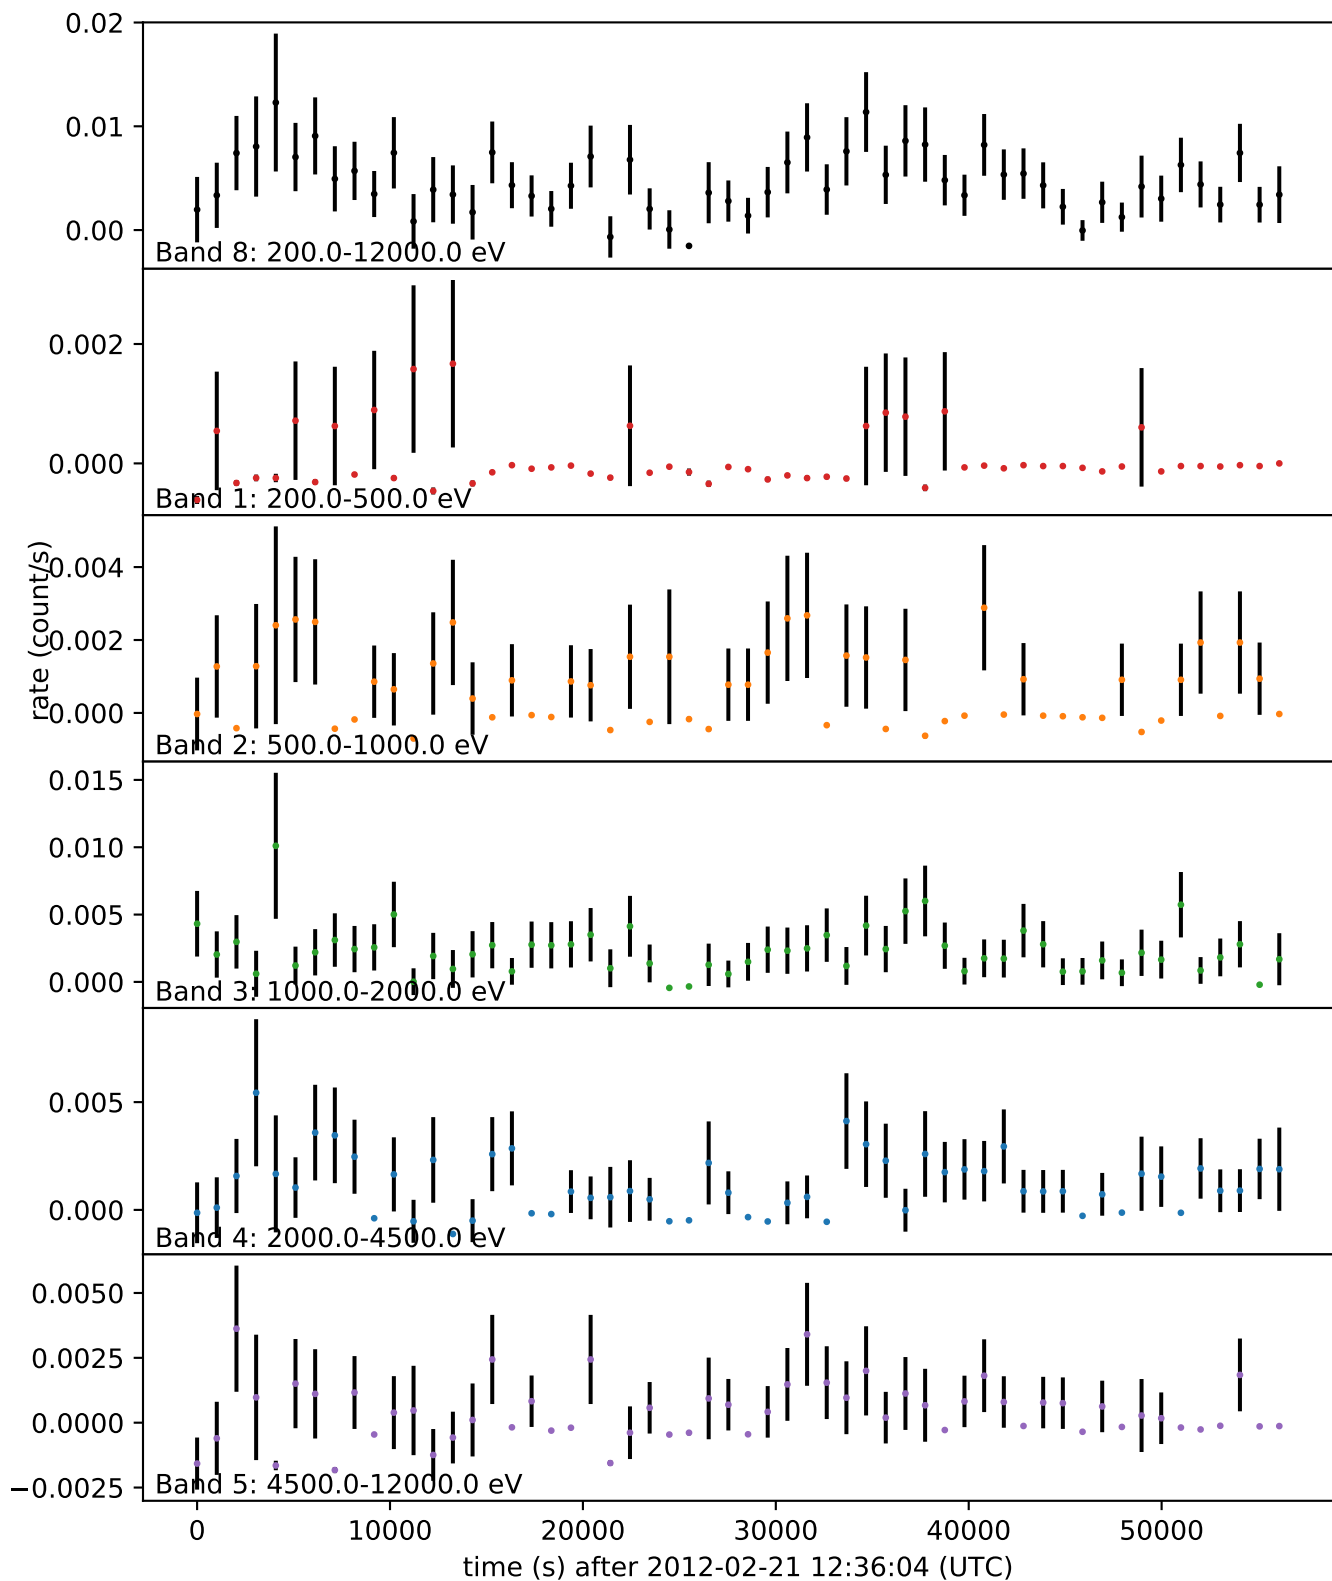 0.02
0.01
0.00
Band 8: 200.0-12000.0 eV
0.002
0.000
Band 1: 200.0-500.0 eV
rate (count/s)
0.004
0.002
0.000
Band 2: 500.0-1000.0 eV
0.015
0.010
0.005
0.000
Band 3: 1000.0-2000.0 eV
0.005
0.000
Band 4: 2000.0-4500.0 eV
0.0050
0.0025
0.0000
−0.0025
Band 5: 4500.0-12000.0 eV
0 10000 20000 30000 40000 50000
time (s) after 2012-02-21 12:36:04 (UTC)